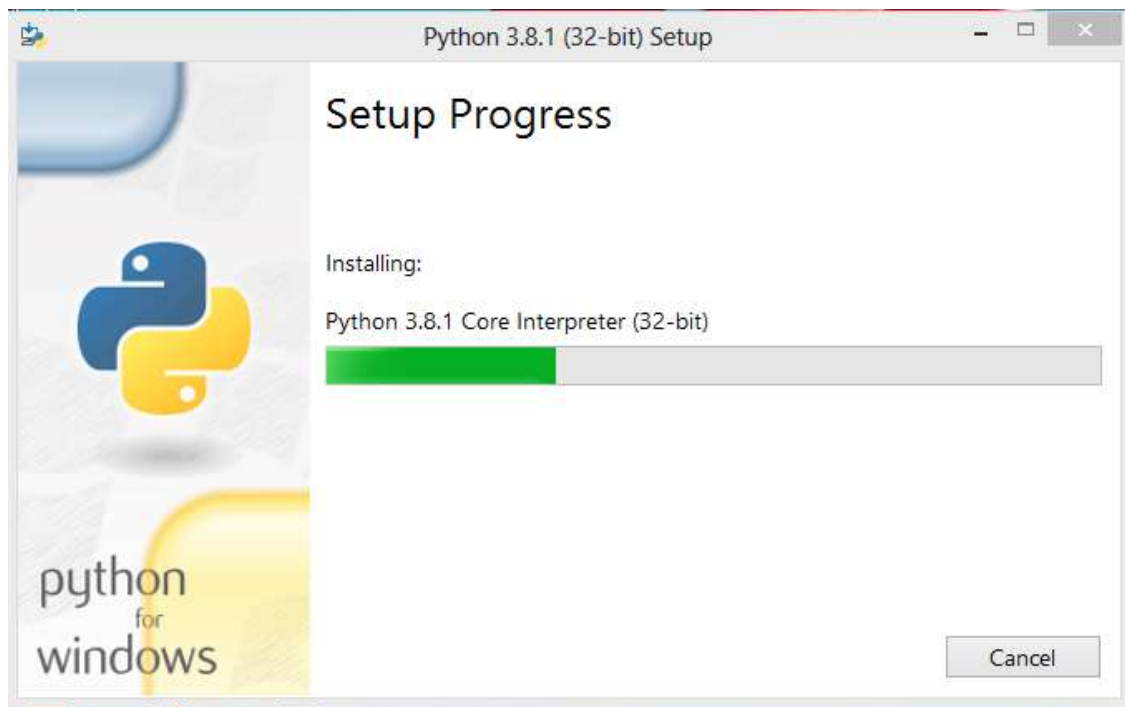 Python 3.8.1 (32-bit) Setup
Setup Progress
Installing:
Python 3.8.1 Core Interpreter (32-bit)
python
for
windows
Cancel